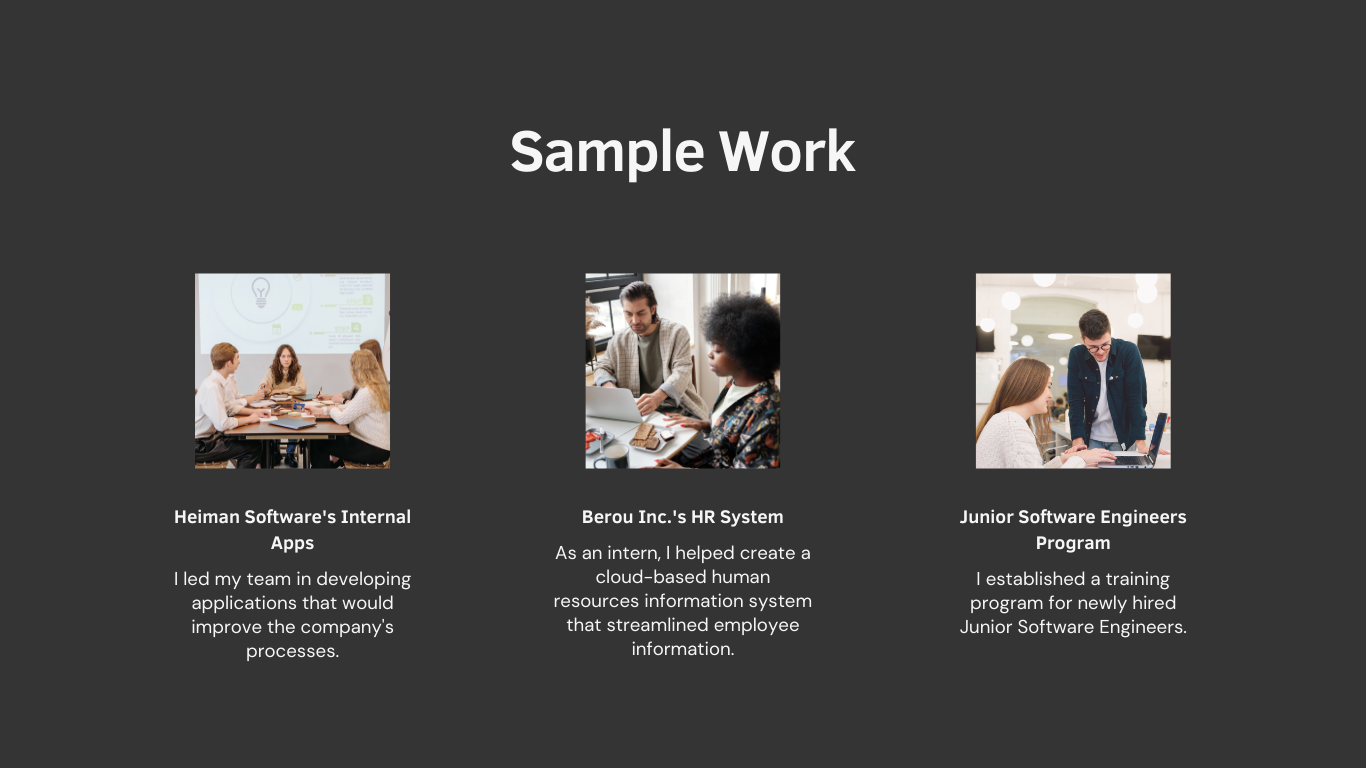 Sample Work
Heiman Software's Internal
Apps
I led my team in developing
applications that would
improve the company's
processes.
Berou Inc.'s HR System
As an intern, I helped create a
cloud-based human
resources information system
that streamlined employee
information.
Junior Software Engineers
Program
I established a training
program for newly hired
Junior Software Engineers.